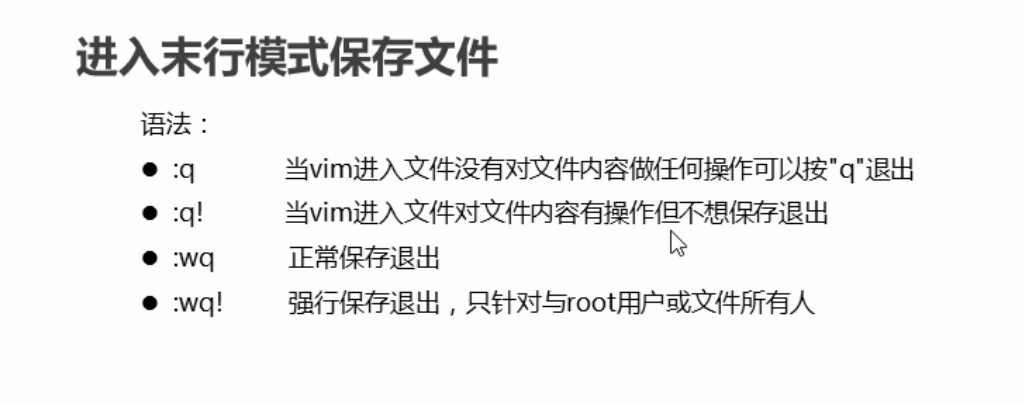 进入末行模式保存文件
语法：
● :q 当vim进入文件没有对文件内容做任何操作可以按"q"退出
● :q! 当vim进入文件对文件内容有操作但不想保存退出
● :wq 正常保存退出
● :wq! 强行保存退出，只针对与root用户或文件所有人